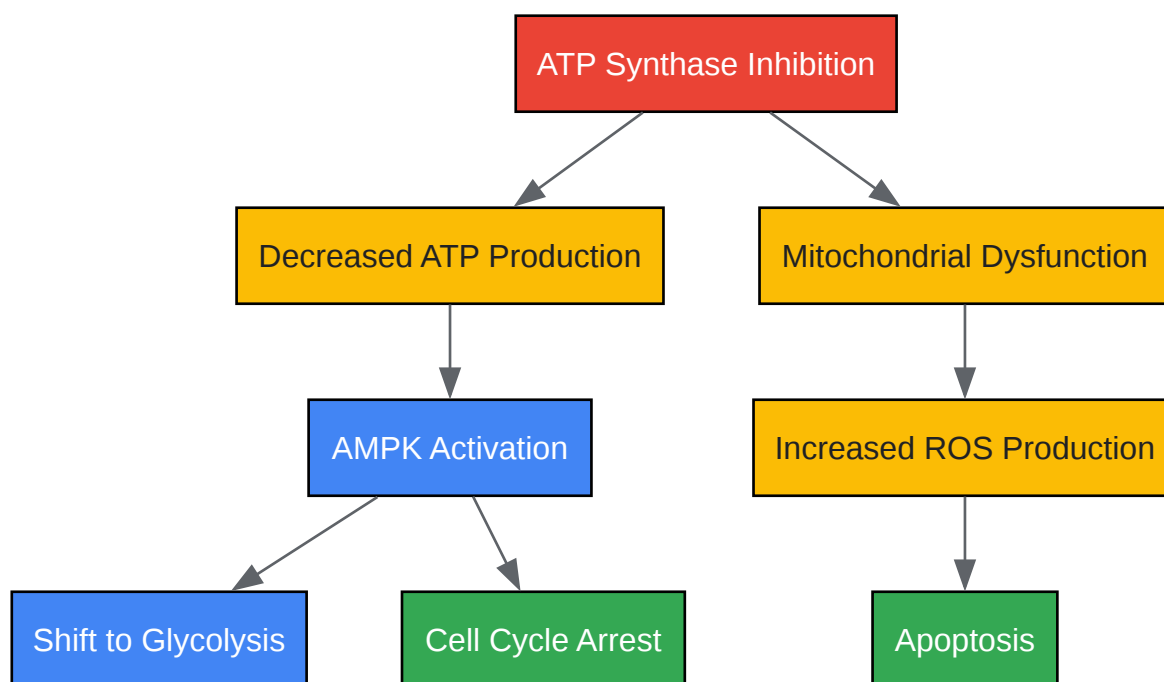 ATP Synthase Inhibition
Decreased ATP Production
Mitochondrial Dysfunction
AMPK Activation
Increased ROS Production
Shift to Glycolysis
Cell Cycle Arrest
Apoptosis